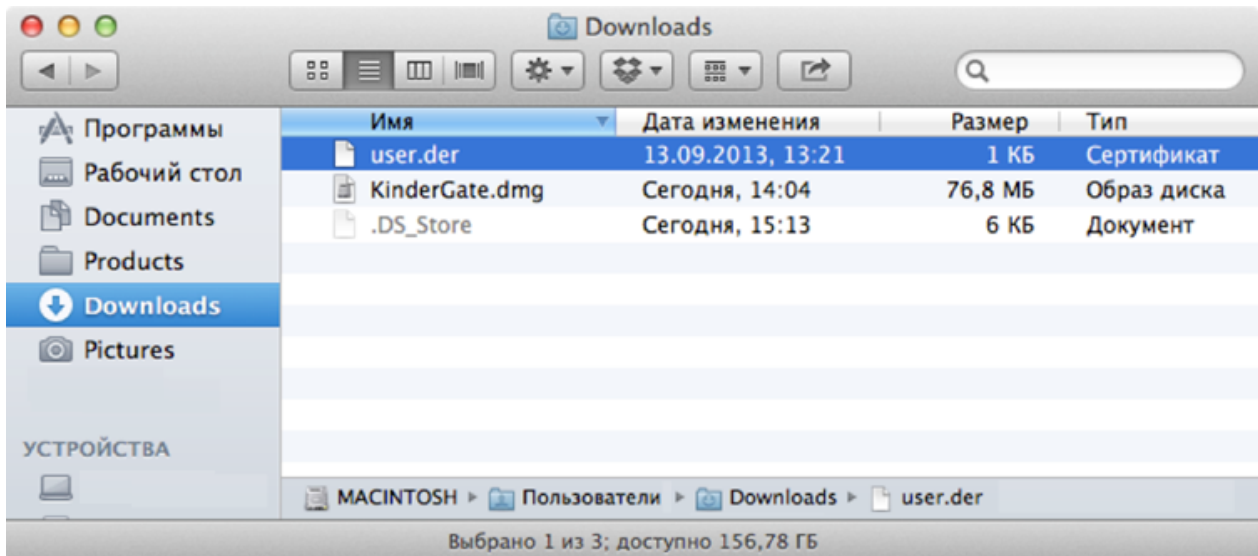 Downloads
Программы
Рабочий стол
Documents
Products
Downloads
Pictures
УСТРОЙСТВА
Имя Дата изменения Размер Тип
user.der 13.09.2013, 13:21 1 КБ Сертификат
KinderGate.dmg Сегодня, 14:04 76,8 МБ Образ диска
.DS_Store Сегодня, 15:13 6 КБ Документ
MACINTOSH ▸ Пользователи ▸ Downloads ▸ user.der
Выбрано 1 из 3; доступно 156,78 ГБ